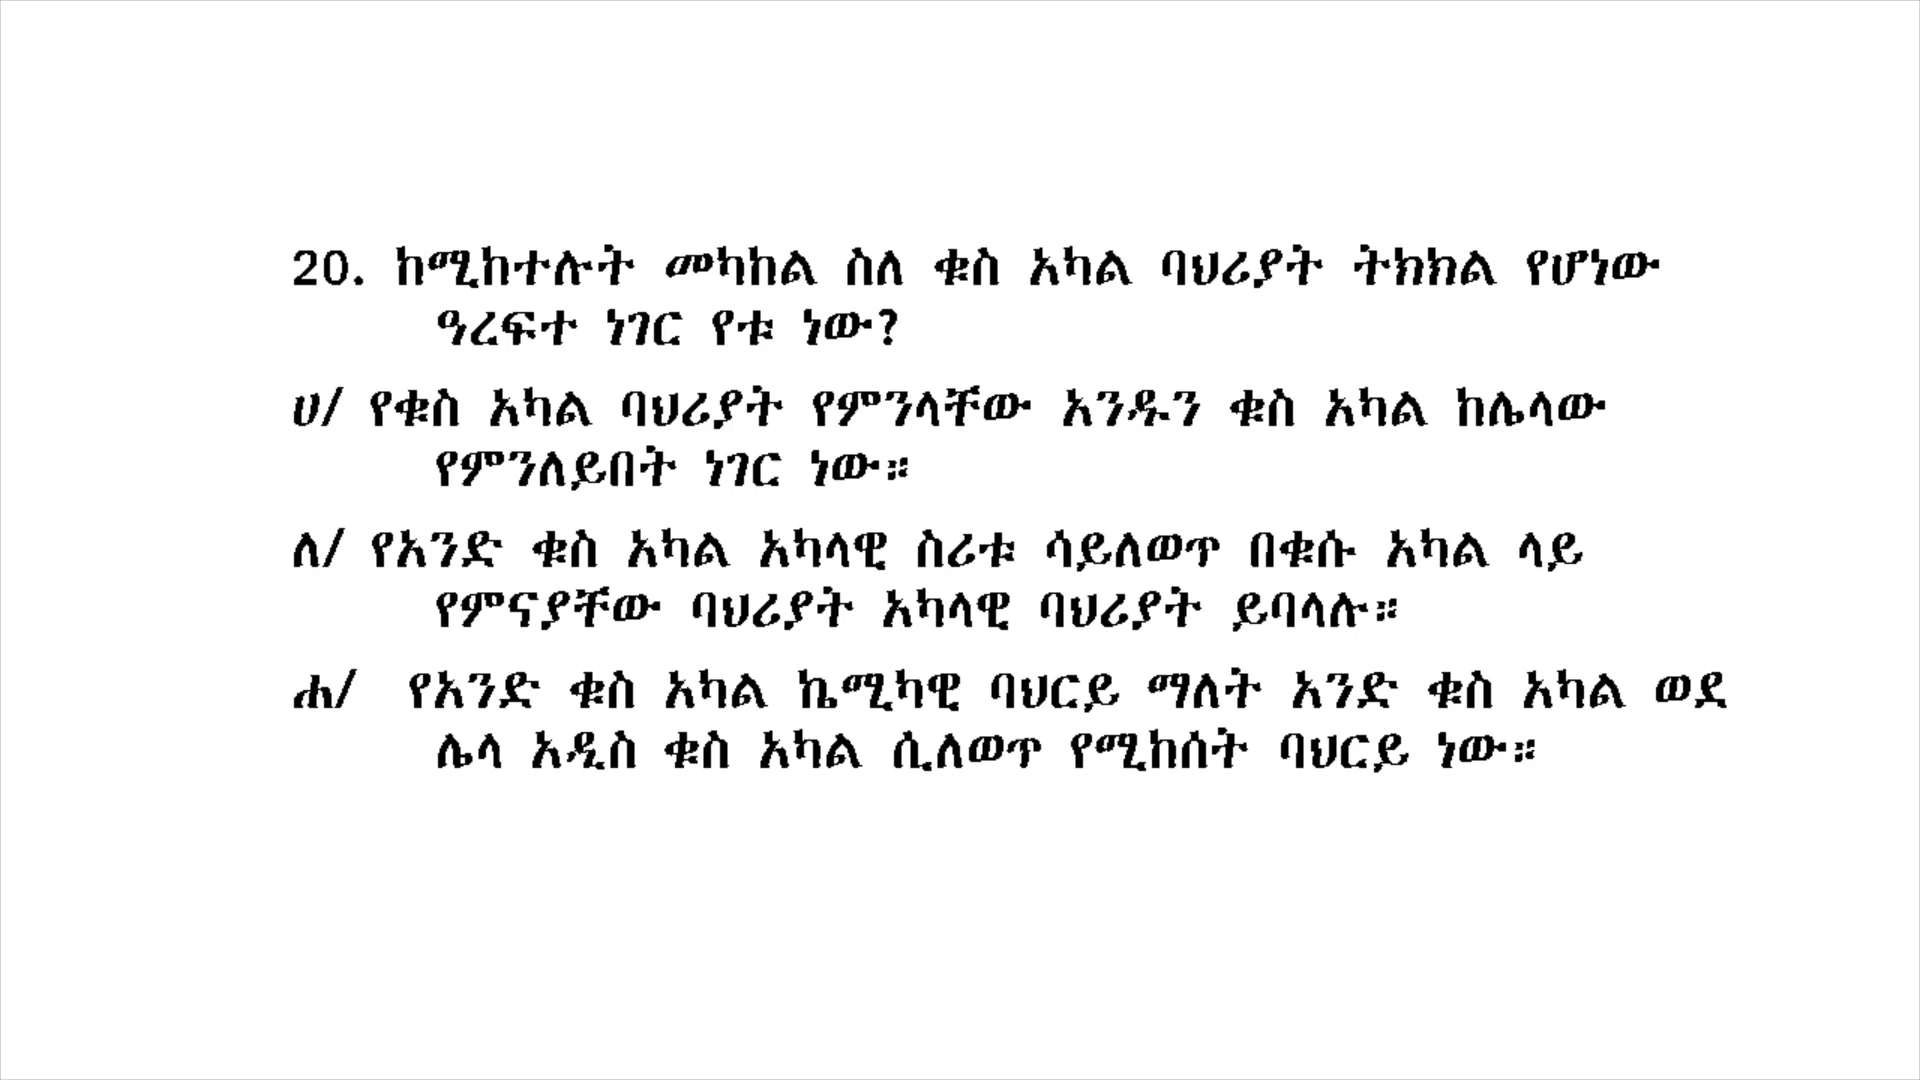 20. ከሚከተሉት መካከል ስለ ቁስ አካል ባህሪያት ትክክል የሆነው
ዓረፍተ ነገር የቱ ነው?
ሀ/ የቁስ አካል ባህሪያት የምንላቸው አንዱን ቁስ አካል ከሌላው
የምንለይበት ነገር ነው።
ለ/ የአንድ ቁስ አካል አካላዊ ስሪቱ ሳይለወጥ በቁሱ አካል ላይ
የምናያቸው ባህሪያት አካላዊ ባህሪያት ይባላሉ።
ሐ/ የአንድ ቁስ አካል ኬሚካዊ ባህርይ ማለት አንድ ቁስ አካል ወደ
ሌላ አዲስ ቁስ አካል ሲለወጥ የሚከሰት ባህርይ ነው።